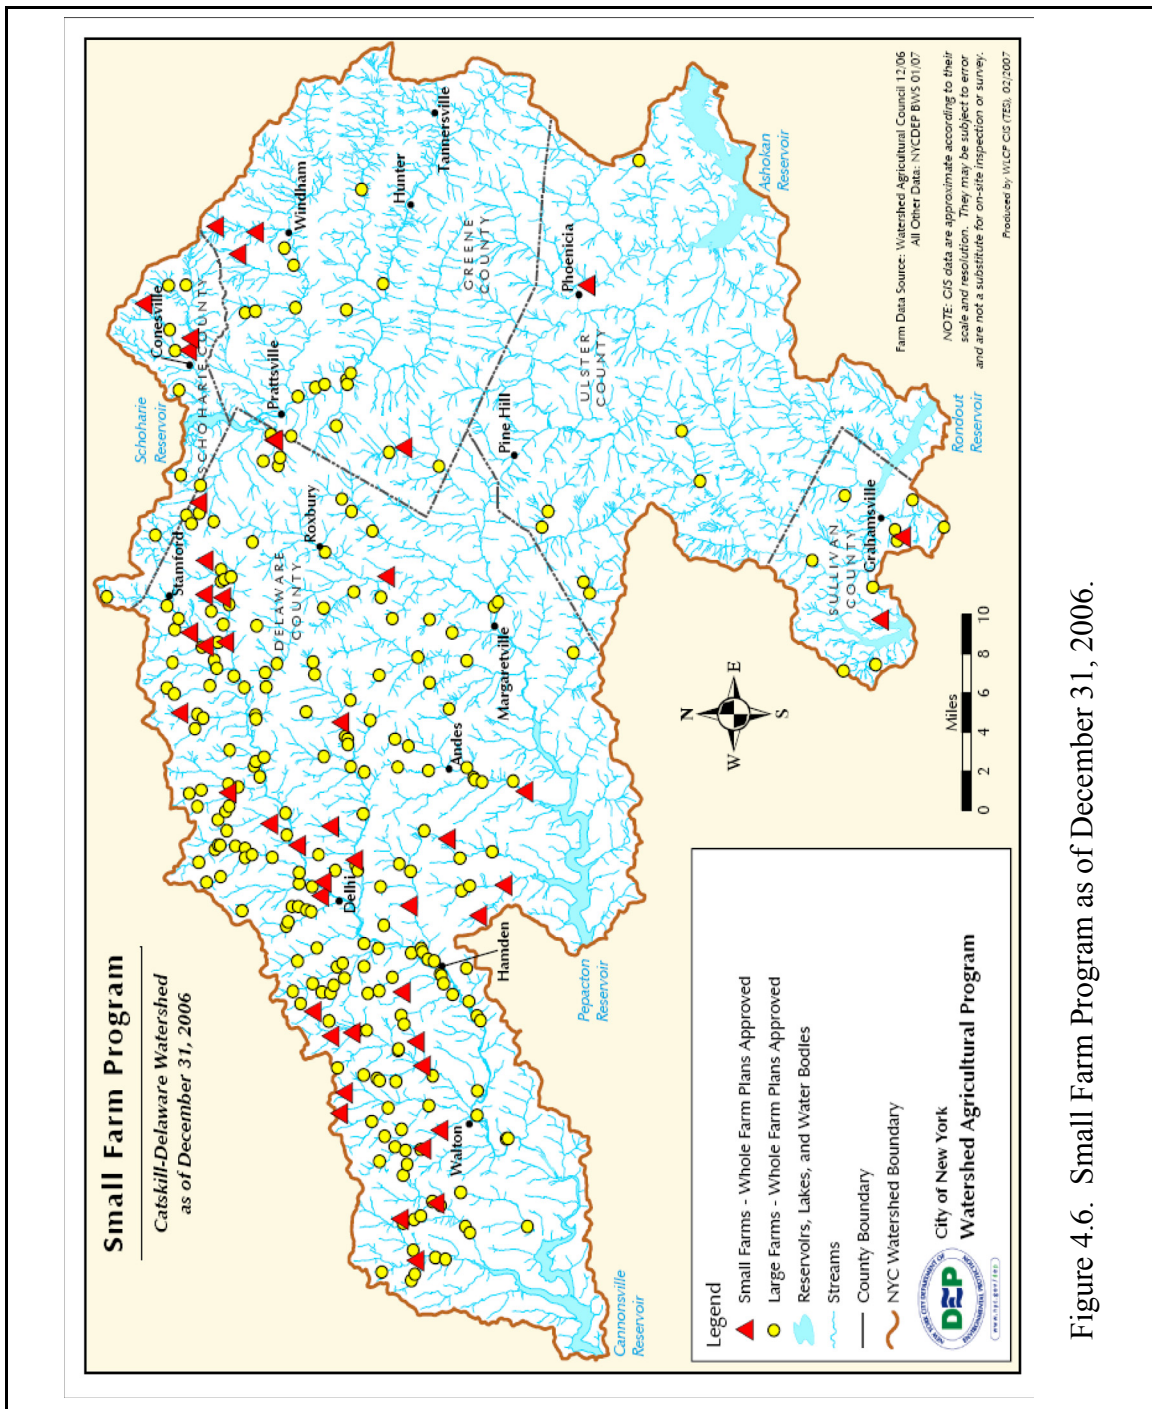 Small Farm Program
Catskill-Delaware Watershed
as of December 31, 2006
Schoharie
Reservoir
Conesville
SCHOHARIE COUNTY
Windham
Hunter
Tannersville
GREENE
COUNTY
Prattsville
Stamford
Roxbury
DELAWARE
COUNTY
Phoenicia
ULSTER
COUNTY
Pine Hill
Ashokan
Reservoir
Margaretville
Andes
Delhi
Hamden
Walton
Pepacton
Reservoir
Cannonsville
Reservoir
SULLIVAN
COUNTY
Grahamsville
Rondout
Reservoir
N
W
E
S
Miles
0 2 4 6 8 10
Legend
Small Farms - Whole Farm Plans Approved
Large Farms - Whole Farm Plans Approved
Reservoirs, Lakes, and Water Bodies
Streams
County Boundary
NYC Watershed Boundary
DEP
www.nyc.gov/dep
City of New York
Watershed Agricultural Program
Farm Data Source: Watershed Agricultural Council 12/06
All Other Data: NYCDEP BWS 01/07
NOTE: GIS data are approximate according to their
scale and resolution. They may be subject to error
and are not a substitute for on-site inspection or survey.
Produced by WLCP GIS (TES), 02/2007
Figure 4.6. Small Farm Program as of December 31, 2006.